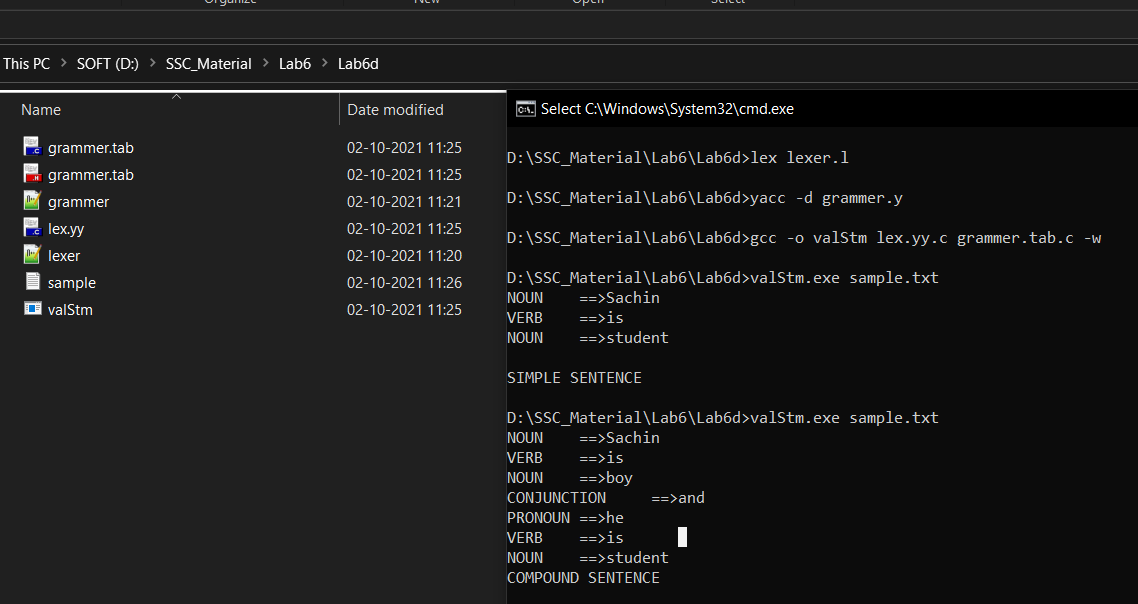 Organize New Open Select
This PC > SOFT (D:) > SSC_Material > Lab6 > Lab6d
Name Date modified
grammer.tab 02-10-2021 11:25
grammer.tab 02-10-2021 11:25
grammer 02-10-2021 11:21
lex.yy 02-10-2021 11:25
lexer 02-10-2021 11:20
sample 02-10-2021 11:26
valStm 02-10-2021 11:25
Select C:\Windows\System32\cmd.exe
D:\SSC_Material\Lab6\Lab6d>lex lexer.l
D:\SSC_Material\Lab6\Lab6d>yacc -d grammer.y
D:\SSC_Material\Lab6\Lab6d>gcc -o valStm lex.yy.c grammer.tab.c -w
D:\SSC_Material\Lab6\Lab6d>valStm.exe sample.txt
NOUN ==>Sachin
VERB ==>is
NOUN ==>student
SIMPLE SENTENCE
D:\SSC_Material\Lab6\Lab6d>valStm.exe sample.txt
NOUN ==>Sachin
VERB ==>is
NOUN ==>boy
CONJUNCTION ==>and
PRONOUN ==>he
VERB ==>is
NOUN ==>student
COMPOUND SENTENCE